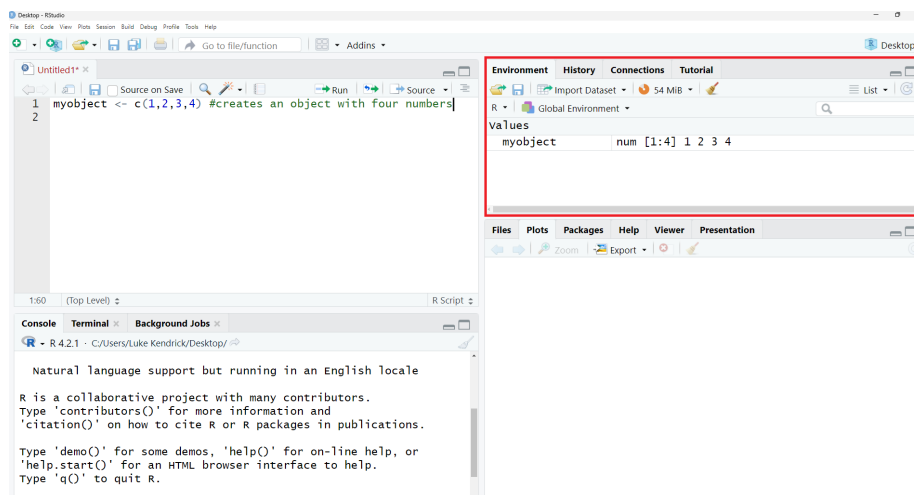 Desktop - RStudio
File Edit Code View Plots Session Build Debug Profile Tools Help
Go to file/function Addins Desktop
Untitled1*
Source on Save Run Source
1 myobject <- c(1,2,3,4) #creates an object with four numbers
2
1:60 (Top Level) R Script
Console Terminal Background Jobs
R 4.2.1 · C:/Users/Luke Kendrick/Desktop/
Natural language support but running in an English locale
R is a collaborative project with many contributors.
Type 'contributors()' for more information and
'citation()' on how to cite R or R packages in publications.
Type 'demo()' for some demos, 'help()' for on-line help, or
'help.start()' for an HTML browser interface to help.
Type 'q()' to quit R.
Environment History Connections Tutorial
Import Dataset 54 MiB List
R Global Environment
Values
myobject num [1:4] 1 2 3 4
Files Plots Packages Help Viewer Presentation
Zoom Export